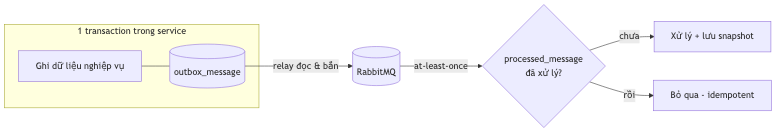 1 transaction trong service
Ghi dữ liệu nghiệp vụ
outbox_message
relay đọc & bắn
RabbitMQ
at-least-once
processed_message
đã xử lý?
chưa
Xử lý + lưu snapshot
rồi
Bỏ qua - idempotent